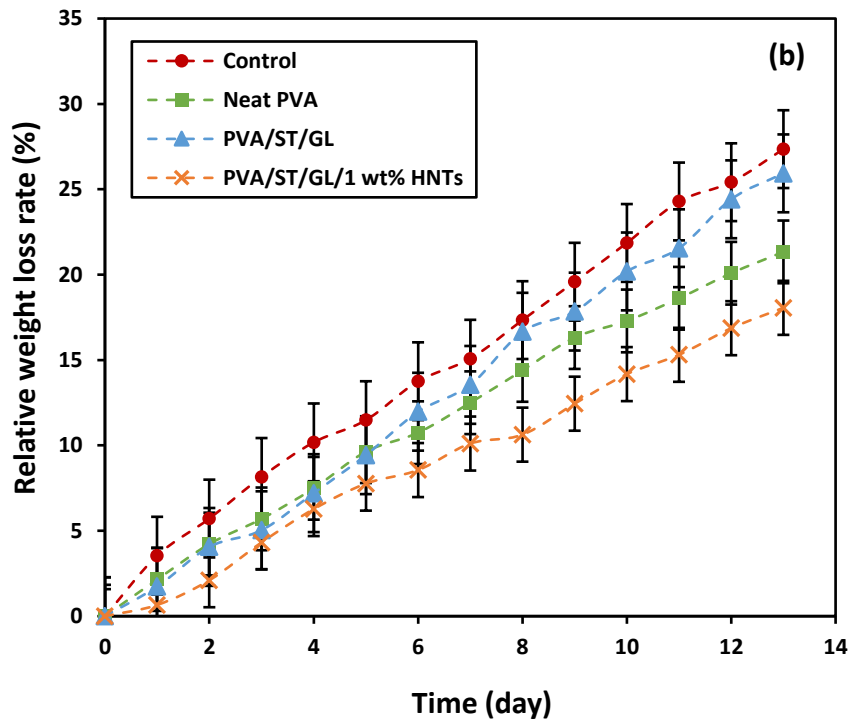 (b)
Control
Neat PVA
PVA/ST/GL
PVA/ST/GL/1 wt% HNTs
Relative weight loss rate (%)
35
30
25
20
15
10
5
0
0 2 4 6 8 10 12 14
Time (day)